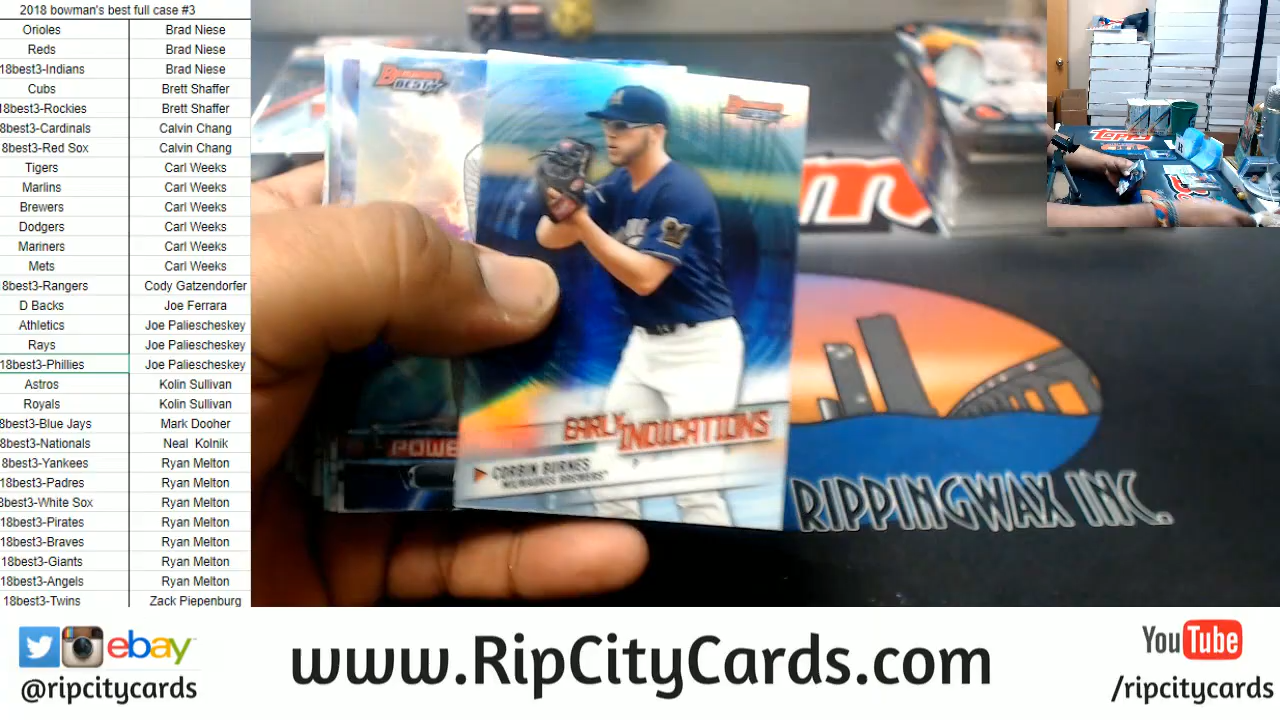 2018 bowman's best full case #3
Orioles Brad Niese
Reds Brad Niese
18best3-Indians Brad Niese
Cubs Brett Shaffer
18best3-Rockies Brett Shaffer
8best3-Cardinals Calvin Chang
8best3-Red Sox Calvin Chang
Tigers Carl Weeks
Marlins Carl Weeks
Brewers Carl Weeks
Dodgers Carl Weeks
Mariners Carl Weeks
Mets Carl Weeks
8best3-Rangers Cody Gatzendorfer
D Backs Joe Ferrara
Athletics Joe Paliescheskey
Rays Joe Paliescheskey
18best3-Phillies Joe Paliescheskey
Astros Kolin Sullivan
Royals Kolin Sullivan
8best3-Blue Jays Mark Dooher
8best3-Nationals Neal Kolnik
8best3-Yankees Ryan Melton
18best3-Padres Ryan Melton
8best3-White Sox Ryan Melton
18best3-Pirates Ryan Melton
18best3-Braves Ryan Melton
18best3-Giants Ryan Melton
18best3-Angels Ryan Melton
18best3-Twins Zack Piepenburg
BOWMAN'S BEST
BOWMAN'S BEST
POWE
EARLY INDICATIONS
CORBIN BURNES
MILWAUKEE BREWERS
RIPPINGWAX INC.
TOPPS
ebay
@ripcitycards
www.RipCityCards.com
YouTube
/ripcitycards